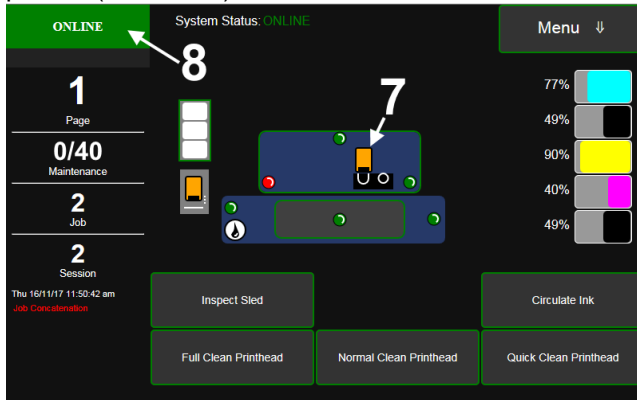 ONLINE
System Status: ONLINE
Menu ⇓
8
7
1
Page
0/40
Maintenance
2
Job
2
Session
Thu 16/11/17 11:50:42 am
Job Concatenation
77%
49%
90%
40%
49%
Inspect Sled
Circulate Ink
Full Clean Printhead
Normal Clean Printhead
Quick Clean Printhead